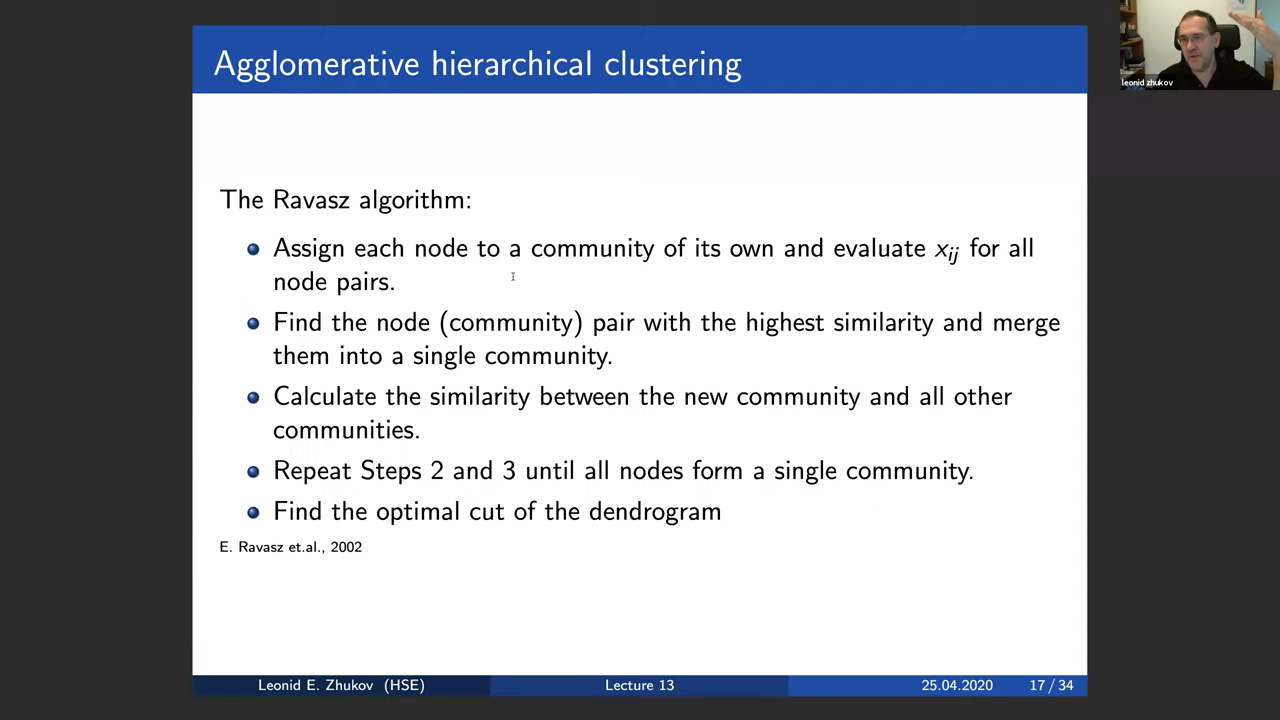 Agglomerative hierarchical clustering
leonid zhukov
The Ravasz algorithm:
Assign each node to a community of its own and evaluate x_ij for all
node pairs.
Find the node (community) pair with the highest similarity and merge
them into a single community.
Calculate the similarity between the new community and all other
communities.
Repeat Steps 2 and 3 until all nodes form a single community.
Find the optimal cut of the dendrogram
E. Ravasz et.al., 2002
Leonid E. Zhukov (HSE) Lecture 13 25.04.2020 17 / 34